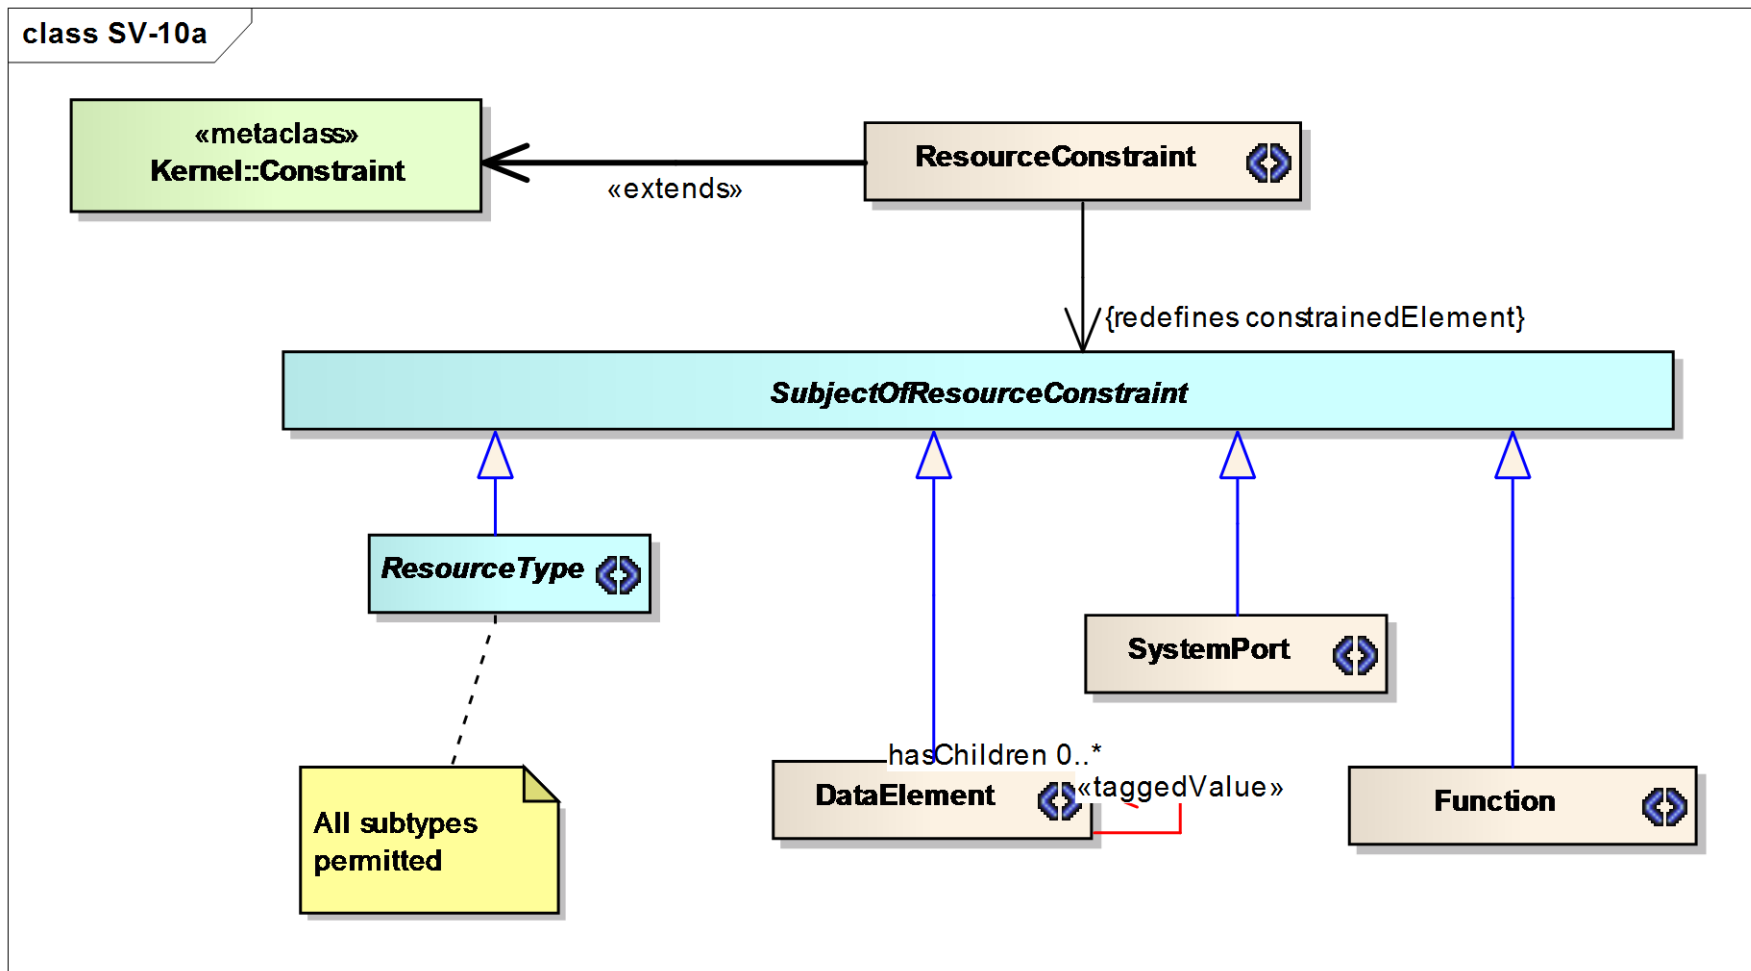 class SV-10a
«metaclass»
Kernel::Constraint
ResourceConstraint
«extends»
{redefines constrainedElement}
SubjectOfResourceConstraint
ResourceType
SystemPort
hasChildren 0..*
«taggedValue»
DataElement
Function
All subtypes
permitted